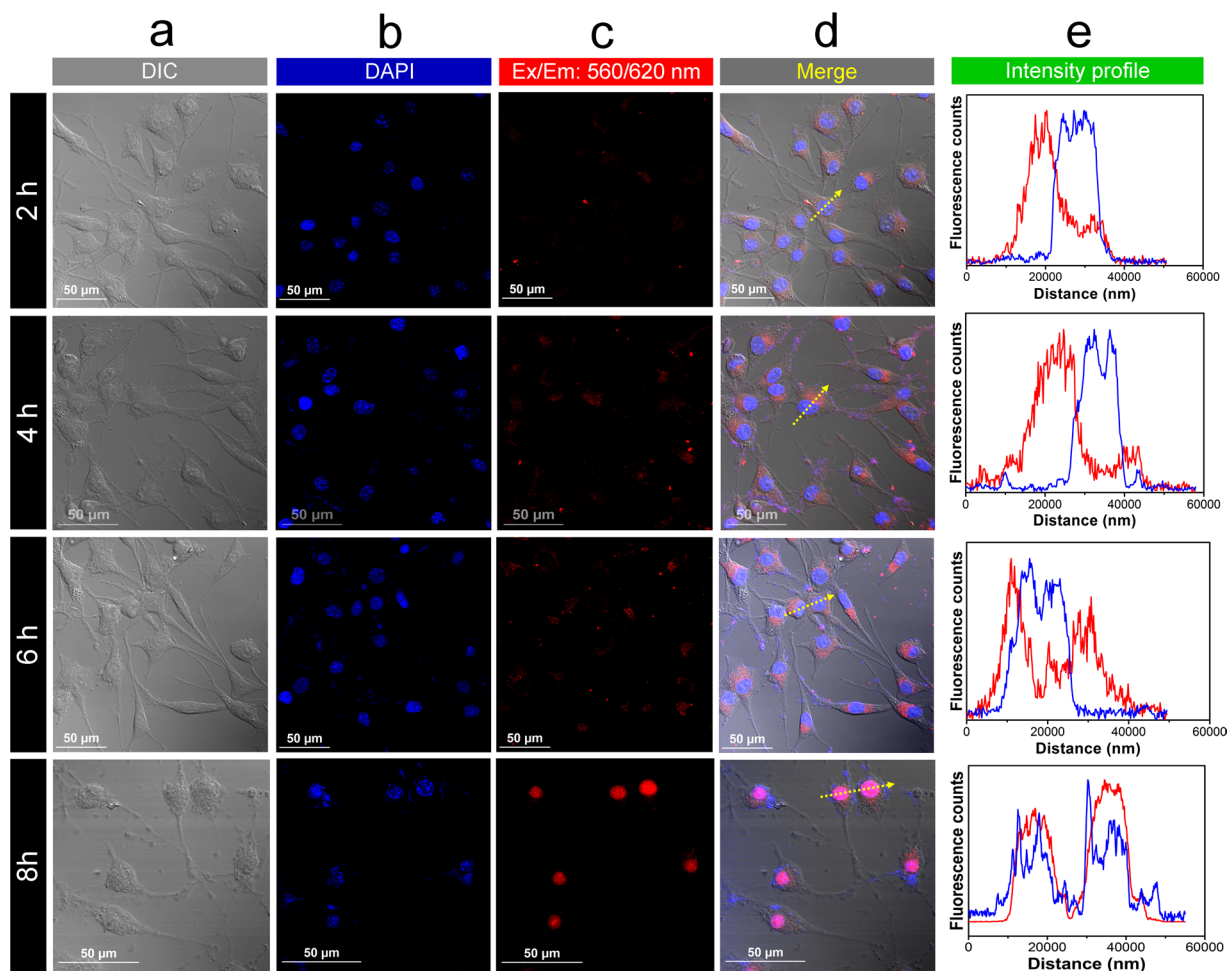 a b c d e
DIC DAPI Ex/Em: 560/620 nm Merge Intensity profile
2 h
50 µm 50 µm 50 µm 50 µm
Fluorescence counts
0 20000 40000 60000
Distance (nm)
4 h
50 µm 50 µm 50 µm 50 µm
Fluorescence counts
0 20000 40000 60000
Distance (nm)
6 h
50 µm 50 µm 50 µm 50 µm
Fluorescence counts
0 20000 40000 60000
Distance (nm)
8h
50 µm 50 µm 50 µm 50 µm
Fluorescence counts
0 20000 40000 60000
Distance (nm)